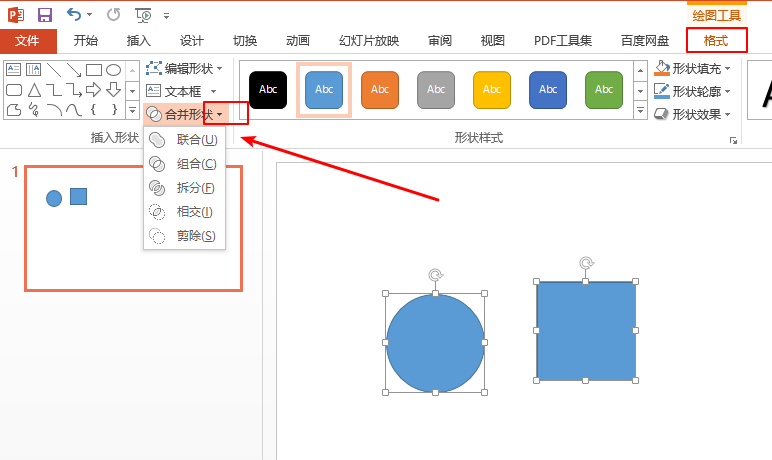 绘图工具
文件 开始 插入 设计 切换 动画 幻灯片放映 审阅 视图 PDF工具集 百度网盘 格式
编辑形状
文本框
合并形状
插入形状
Abc Abc Abc Abc Abc Abc Abc
形状样式
形状填充
形状轮廓
形状效果
联合(U)
组合(C)
拆分(F)
相交(I)
剪除(S)
1